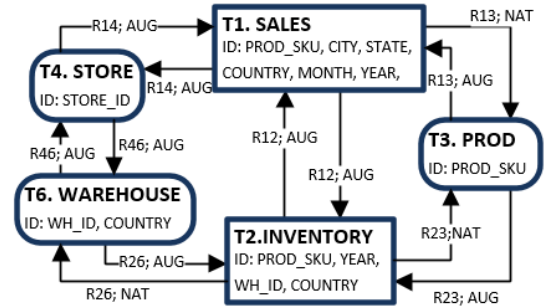 R14; AUG
T1. SALES
ID: PROD_SKU, CITY, STATE,
COUNTRY, MONTH, YEAR,
R13; NAT
T4. STORE
ID: STORE_ID
R14; AUG
R13; AUG
T3. PROD
ID: PROD_SKU
R46; AUG
R46; AUG
R12; AUG
R12; AUG
T6. WAREHOUSE
ID: WH_ID, COUNTRY
T2.INVENTORY
ID: PROD_SKU, YEAR,
WH_ID, COUNTRY
R26; AUG
R23;NAT
R26; NAT
R23; AUG